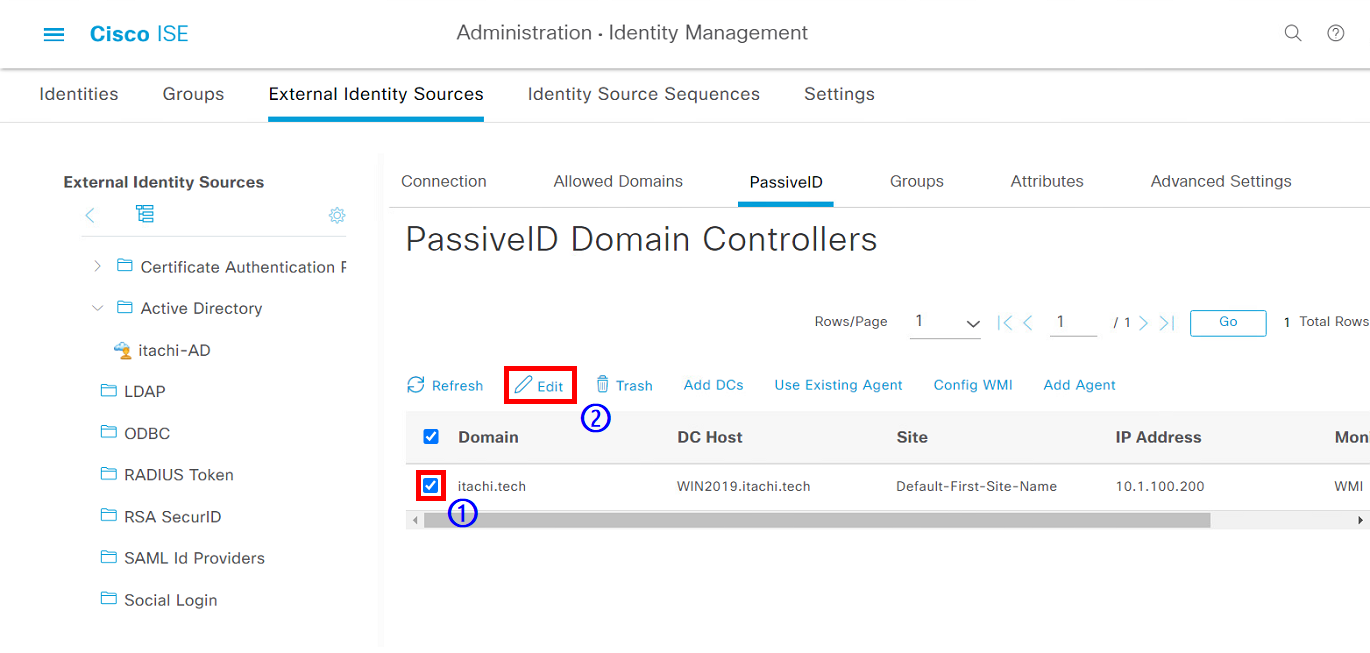 Cisco ISE
Administration · Identity Management
Identities Groups External Identity Sources Identity Source Sequences Settings
External Identity Sources
Certificate Authentication
Active Directory
itachi-AD
LDAP
ODBC
RADIUS Token
RSA SecurID
SAML Id Providers
Social Login
Connection Allowed Domains PassiveID Groups Attributes Advanced Settings
PassiveID Domain Controllers
Rows/Page 1 1 / 1 Go 1 Total Rows
Refresh Edit Trash Add DCs Use Existing Agent Config WMI Add Agent
2
Domain DC Host Site IP Address
itachi.tech WIN2019.itachi.tech Default-First-Site-Name 10.1.100.200 WMI
1